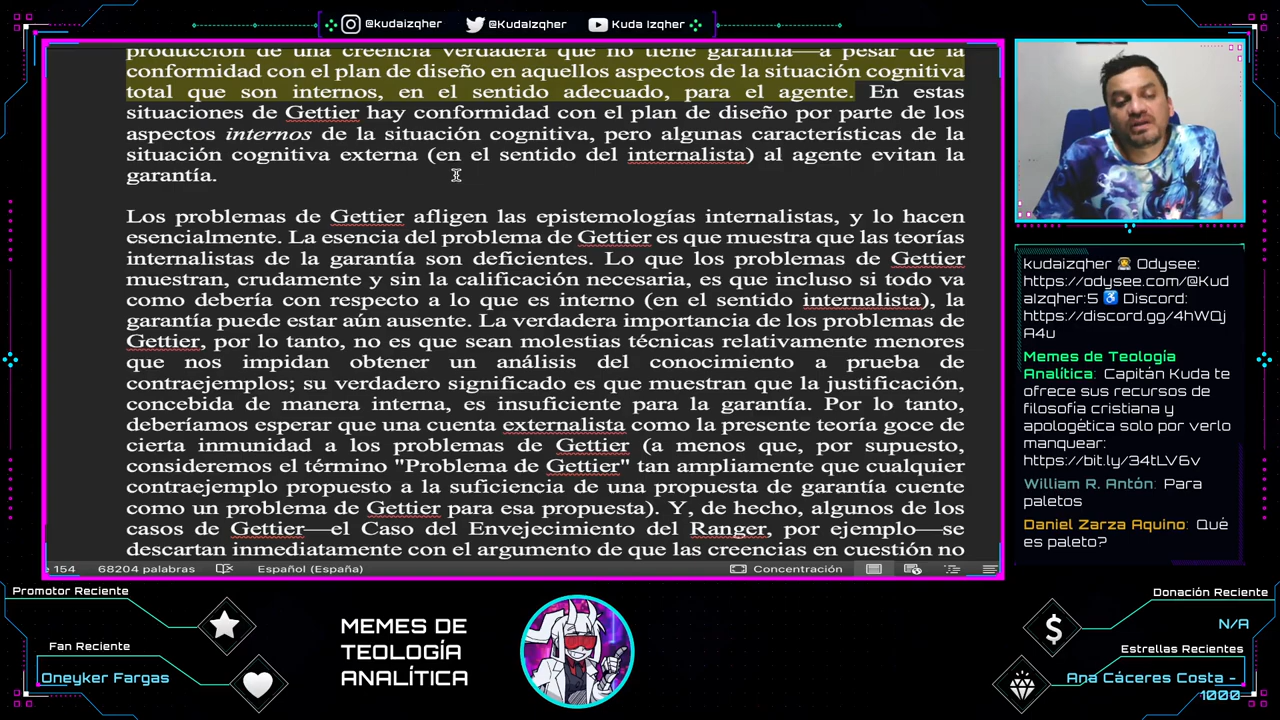 @kudaizqher
@Kudalzqher
Kuda Izqher
producción de una creencia verdadera que no tiene garantía—a pesar de la
conformidad con el plan de diseño en aquellos aspectos de la situación cognitiva
total que son internos, en el sentido adecuado, para el agente. En estas
situaciones de Gettier hay conformidad con el plan de diseño por parte de los
aspectos internos de la situación cognitiva, pero algunas características de la
situación cognitiva externa (en el sentido del internalista) al agente evitan la
garantía.
Los problemas de Gettier afligen las epistemologías internalistas, y lo hacen
esencialmente. La esencia del problema de Gettier es que muestra que las teorías
internalistas de la garantía son deficientes. Lo que los problemas de Gettier
muestran, crudamente y sin la calificación necesaria, es que incluso si todo va
como debería con respecto a lo que es interno (en el sentido internalista), la
garantía puede estar aún ausente. La verdadera importancia de los problemas de
Gettier, por lo tanto, no es que sean molestias técnicas relativamente menores
que nos impidan obtener un análisis del conocimiento a prueba de
contraejemplos; su verdadero significado es que muestran que la justificación,
concebida de manera interna, es insuficiente para la garantía. Por lo tanto,
deberíamos esperar que una cuenta externalista como la presente teoría goce de
cierta inmunidad a los problemas de Gettier (a menos que, por supuesto,
consideremos el término "Problema de Gettier" tan ampliamente que cualquier
contraejemplo propuesto a la suficiencia de una propuesta de garantía cuente
como un problema de Gettier para esa propuesta). Y, de hecho, algunos de los
casos de Gettier—el Caso del Envejecimiento del Ranger, por ejemplo—se
descartan inmediatamente con el argumento de que las creencias en cuestión no
154 68204 palabras Español (España) Concentración
kudaizqher 👩‍🚀 Odysee:
https://odysee.com/@Kud
aIzqher:5 ♿ Discord:
https://discord.gg/4hWQj
A4u
Memes de Teología
Analítica: Capitán Kuda te
ofrece sus recursos de
filosofía cristiana y
apologética solo por verlo
manquear:
https://bit.ly/34tLV6v
William R. Antón: Para
paletos
Daniel Zarza Aquino: Qué
es paleto?
Promotor Reciente
Fan Reciente
Oneyker Fargas
MEMES DE
TEOLOGÍA
ANALÍTICA
Donación Reciente
N/A
Estrellas Recientes
Ana Cáceres Costa -
1000